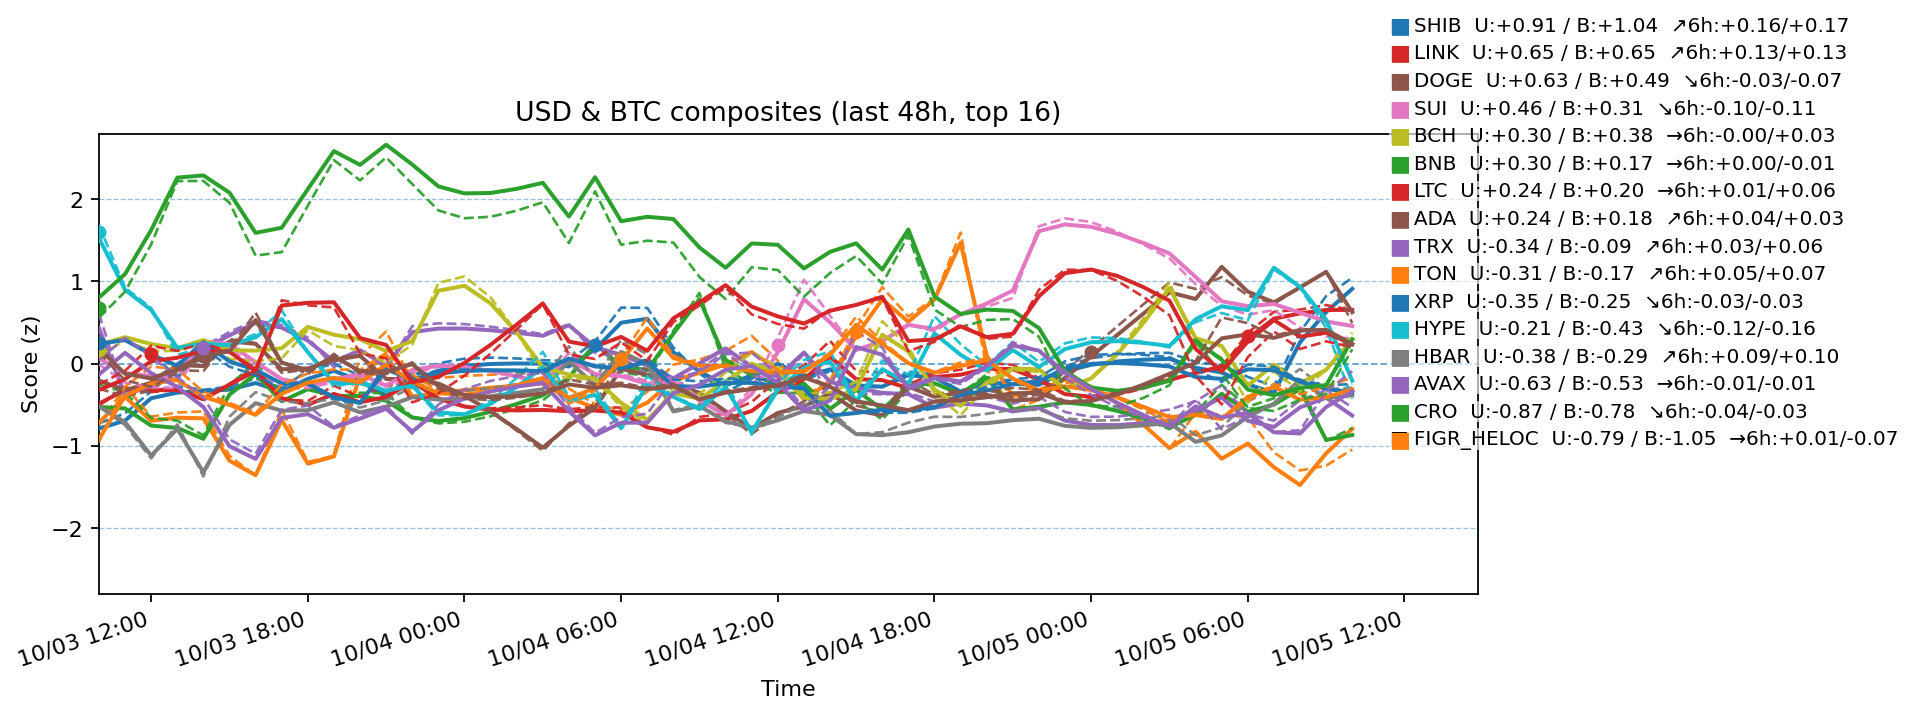 SHIB U:+0.91 / B:+1.04 ↗6h:+0.16/+0.17
LINK U:+0.65 / B:+0.65 ↗6h:+0.13/+0.13
DOGE U:+0.63 / B:+0.49 ↘6h:-0.03/-0.07
SUI U:+0.46 / B:+0.31 ↘6h:-0.10/-0.11
BCH U:+0.30 / B:+0.38 →6h:-0.00/+0.03
BNB U:+0.30 / B:+0.17 →6h:+0.00/-0.01
LTC U:+0.24 / B:+0.20 →6h:+0.01/+0.06
ADA U:+0.24 / B:+0.18 ↗6h:+0.04/+0.03
TRX U:-0.34 / B:-0.09 ↗6h:+0.03/+0.06
TON U:-0.31 / B:-0.17 ↗6h:+0.05/+0.07
XRP U:-0.35 / B:-0.25 ↘6h:-0.03/-0.03
HYPE U:-0.21 / B:-0.43 ↘6h:-0.12/-0.16
HBAR U:-0.38 / B:-0.29 ↗6h:+0.09/+0.10
AVAX U:-0.63 / B:-0.53 →6h:-0.01/-0.01
CRO U:-0.87 / B:-0.78 ↘6h:-0.04/-0.03
FIGR_HELOC U:-0.79 / B:-1.05 →6h:+0.01/-0.07
USD & BTC composites (last 48h, top 16)
Score (z)
2
1
0
−1
−2
10/03 12:00
10/03 18:00
10/04 00:00
10/04 06:00
10/04 12:00
10/04 18:00
10/05 00:00
10/05 06:00
10/05 12:00
Time